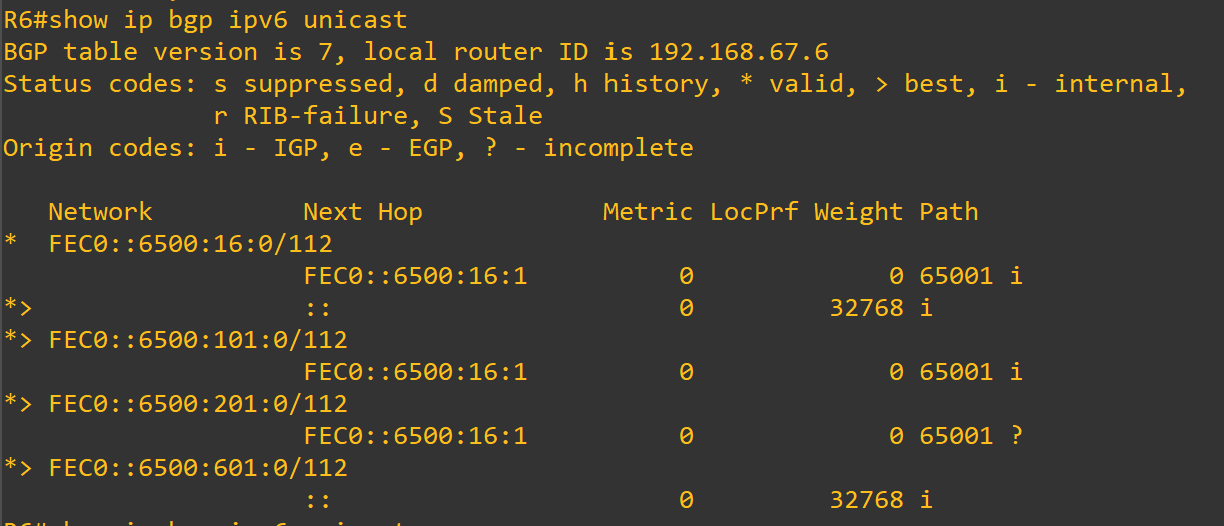 R6#show ip bgp ipv6 unicast
BGP table version is 7, local router ID is 192.168.67.6
Status codes: s suppressed, d damped, h history, * valid, > best, i - internal,
              r RIB-failure, S Stale
Origin codes: i - IGP, e - EGP, ? - incomplete

   Network          Next Hop            Metric LocPrf Weight Path
*  FEC0::6500:16:0/112
                    FEC0::6500:16:1          0             0 65001 i
*>                  ::                       0         32768 i
*> FEC0::6500:101:0/112
                    FEC0::6500:16:1          0             0 65001 i
*> FEC0::6500:201:0/112
                    FEC0::6500:16:1          0             0 65001 ?
*> FEC0::6500:601:0/112
                    ::                       0         32768 i